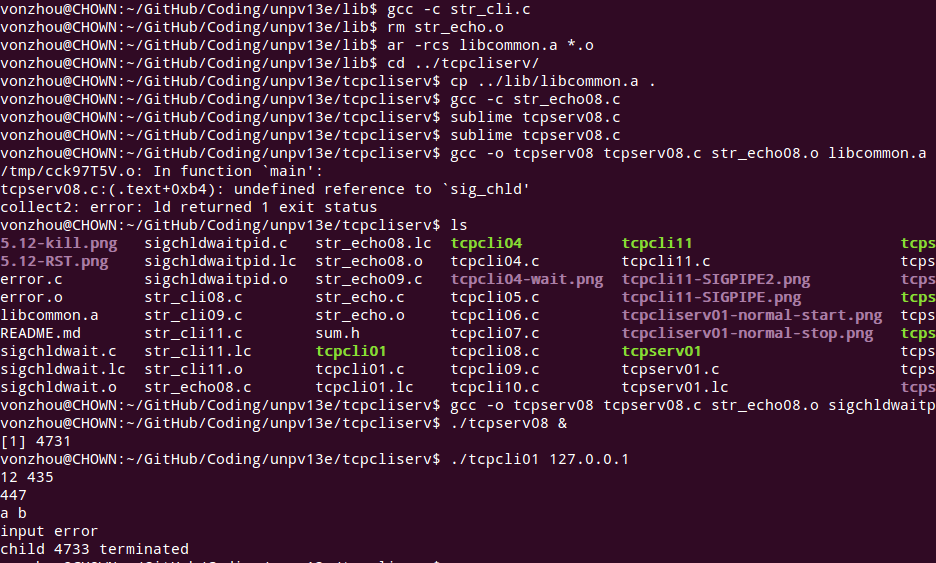 vonzhou@CHOWN:~/GitHub/Coding/unpv13e/lib$ gcc -c str_cli.c
vonzhou@CHOWN:~/GitHub/Coding/unpv13e/lib$ rm str_echo.o
vonzhou@CHOWN:~/GitHub/Coding/unpv13e/lib$ ar -rcs libcommon.a *.o
vonzhou@CHOWN:~/GitHub/Coding/unpv13e/lib$ cd ../tcpcliserv/
vonzhou@CHOWN:~/GitHub/Coding/unpv13e/tcpcliserv$ cp ../lib/libcommon.a .
vonzhou@CHOWN:~/GitHub/Coding/unpv13e/tcpcliserv$ gcc -c str_echo08.c
vonzhou@CHOWN:~/GitHub/Coding/unpv13e/tcpcliserv$ sublime tcpserv08.c
vonzhou@CHOWN:~/GitHub/Coding/unpv13e/tcpcliserv$ sublime tcpserv08.c
vonzhou@CHOWN:~/GitHub/Coding/unpv13e/tcpcliserv$ gcc -o tcpserv08 tcpserv08.c str_echo08.o libcommon.a
/tmp/cck97T5V.o: In function `main':
tcpserv08.c:(.text+0xb4): undefined reference to `sig_chld'
collect2: error: ld returned 1 exit status
vonzhou@CHOWN:~/GitHub/Coding/unpv13e/tcpcliserv$ ls
5.12-kill.png sigchldwaitpid.c str_echo08.lc tcpcli04 tcpcli11 tcps
5.12-RST.png sigchldwaitpid.lc str_echo08.o tcpcli04.c tcpcli11.c tcps
error.c sigchldwaitpid.o str_echo09.c tcpcli04-wait.png tcpcli11-SIGPIPE2.png tcps
error.o str_cli08.c str_echo.c tcpcli05.c tcpcli11-SIGPIPE.png tcps
libcommon.a str_cli09.c str_echo.o tcpcli06.c tcpcliserv01-normal-start.png tcps
README.md str_cli11.c sum.h tcpcli07.c tcpcliserv01-normal-stop.png tcps
sigchldwait.c str_cli11.lc tcpcli01 tcpcli08.c tcpserv01 tcps
sigchldwait.lc str_cli11.o tcpcli01.c tcpcli09.c tcpserv01.c tcps
sigchldwait.o str_echo08.c tcpcli01.lc tcpcli10.c tcpserv01.lc tcps
vonzhou@CHOWN:~/GitHub/Coding/unpv13e/tcpcliserv$ gcc -o tcpserv08 tcpserv08.c str_echo08.o sigchldwaitp
vonzhou@CHOWN:~/GitHub/Coding/unpv13e/tcpcliserv$ ./tcpserv08 &
[1] 4731
vonzhou@CHOWN:~/GitHub/Coding/unpv13e/tcpcliserv$ ./tcpcli01 127.0.0.1
12 435
447
a b
input error
child 4733 terminated